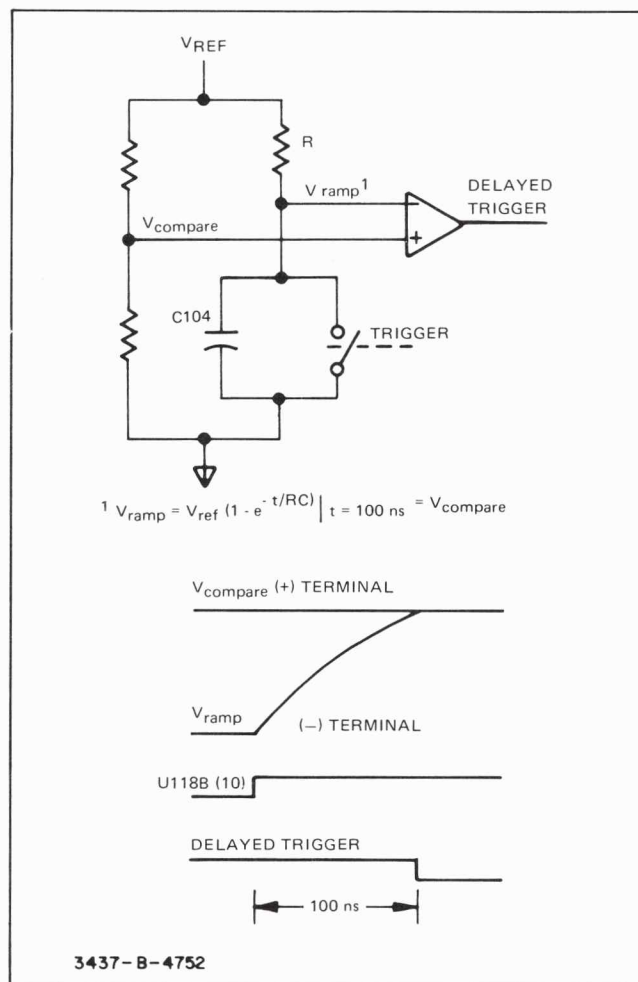 VREF
R
V ramp1
DELAYED
TRIGGER
−
Vcompare
+
C104
TRIGGER
1 Vramp = Vref (1 - e- t/RC) | t = 100 ns = Vcompare
Vcompare (+) TERMINAL
Vramp
(—) TERMINAL
U118B (10)
DELAYED TRIGGER
100 ns
3437-B-4752